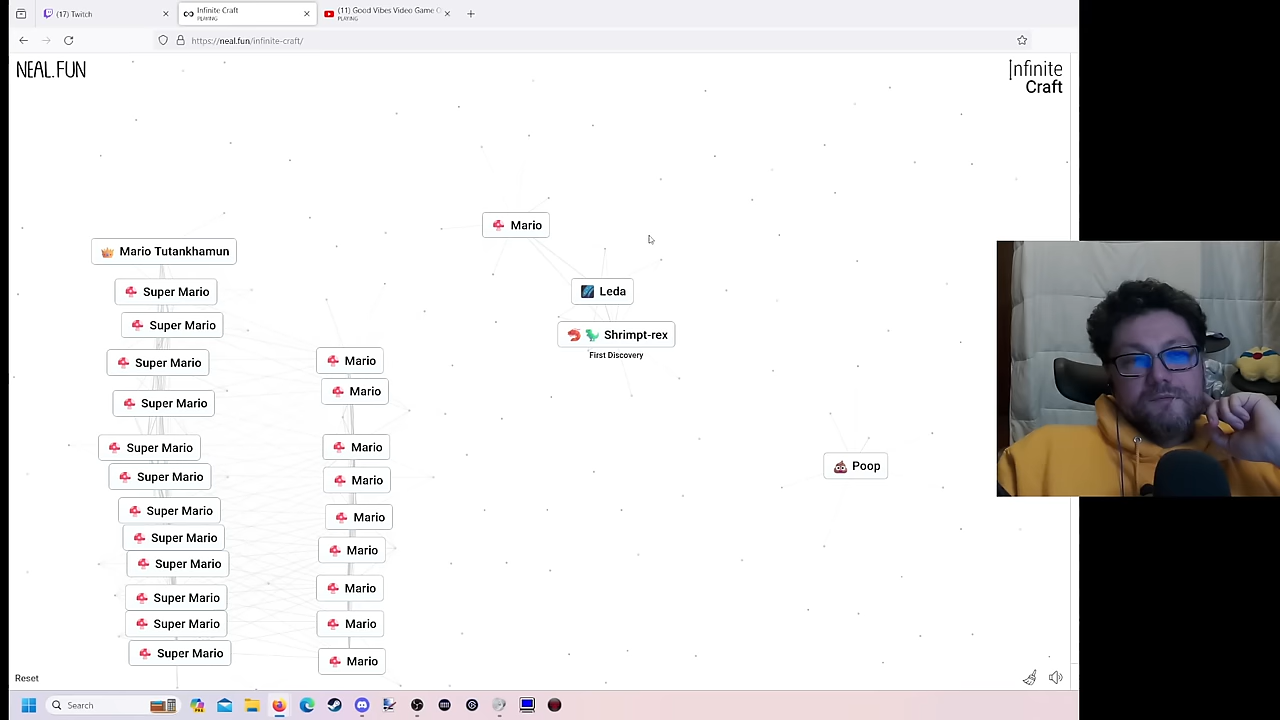 (17) Twitch
Infinite Craft
PLAYING
(11) Good Vibes Video Game
PLAYING
https://neal.fun/infinite-craft/
NEAL.FUN
Infinite
Craft
Mario
Mario Tutankhamun
Super Mario
Leda
Super Mario
Shrimpt-rex
First Discovery
Super Mario
Mario
Mario
Super Mario
Super Mario
Mario
Poop
Super Mario
Mario
Super Mario
Mario
Super Mario
Mario
Super Mario
Mario
Super Mario
Super Mario
Mario
Super Mario
Mario
Reset
Search